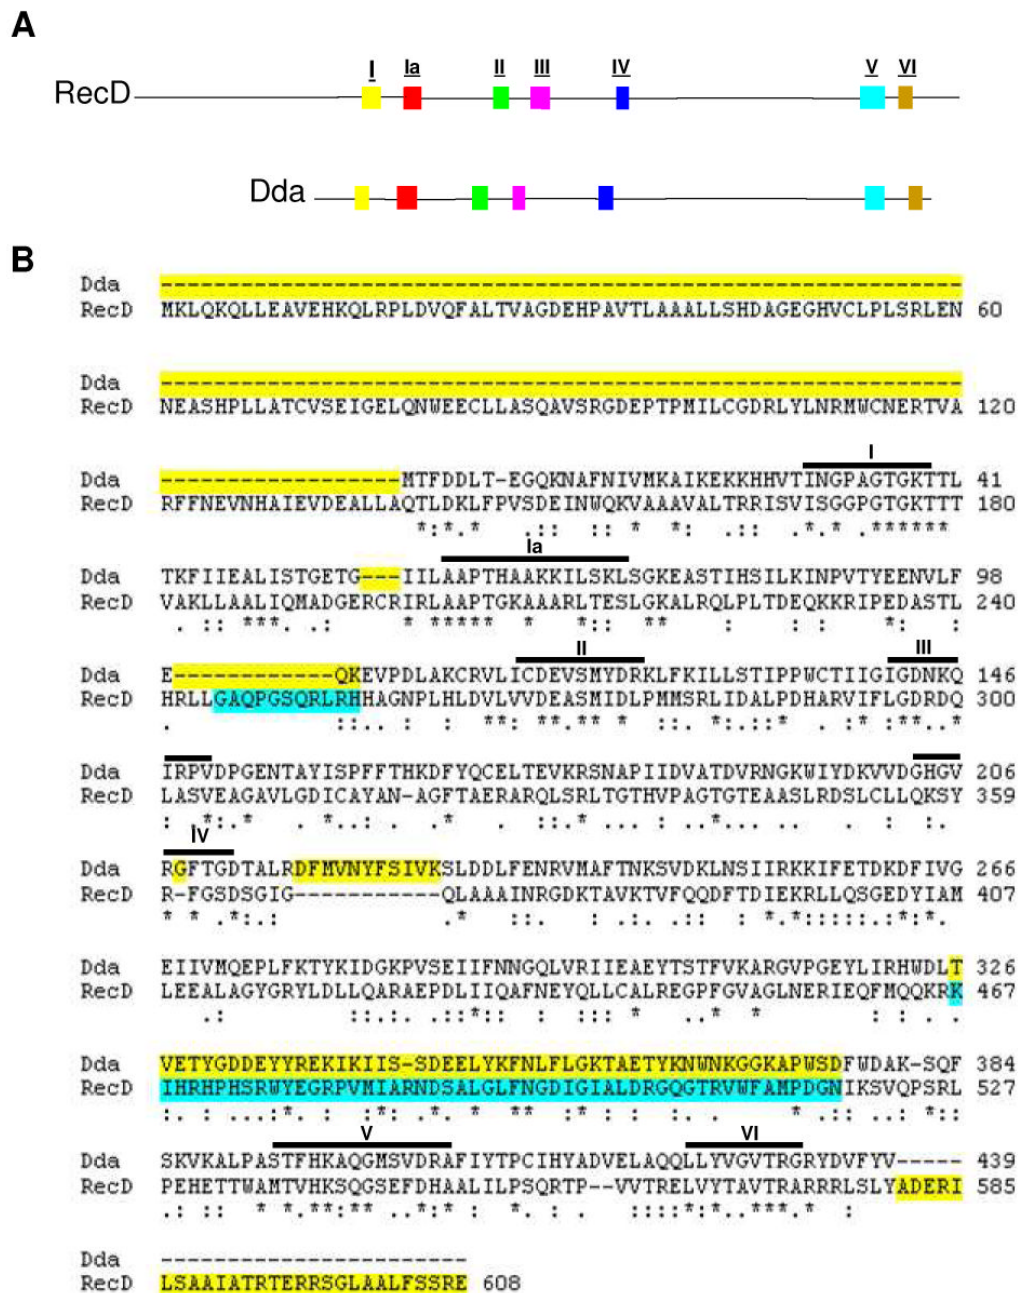 A
I Ia II III IV V VI
RecD
Dda
B
Dda ------------------------------------------------------------
RecD MKLQKQLLEAVEHKQLRPLDVQFALTVAGDEHPAVTLAAALLSHDAGEGHVCLPLSRLEN 60
Dda ------------------------------------------------------------
RecD NEASHPLLATCVSEIGELQNWEECLLASQAVSRGDEPTPMILCGDRLYLNRMWCNERTVA 120
I
Dda ------------------MTFDDLT-EGQKNAFNIVMKAIKEKKHHVTINGPAGTGKTTL 41
RecD RFFNEVNHAIEVDEALLAQTLDKLFPVSDEINWQKVAAAVALTRRISVISGGPGTGKTTT 180
*:*.* .:: :: * *: .:: *.* .******
Ia
Dda TKFIIEALISTGETG---IILAAPTHAAKKILSKLSGKEASTIHSILKINPVTYEENVLF 98
RecD VAKLLAALIQMADGERCRIRLAAPTGKAAARLTESLGKALRQLPLTDEQKKRIPEDASTL 240
. :: ***. .: * ***** * *:: ** : : *: :
II III
Dda E------------QKEVPDLAKCRVLICDEVSMYDRKLFKILLSTIPPWCTIIGIGDNKQ 146
RecD HRLLGAQPGSQRLRHHAGNPLHLDVLVVDEASMIDLPMMSRLIDALPDHARVIFLGDRDQ 300
. ::.. : **: **.** * ::. *:.::* . :* :**..*
IV
Dda IRPVDPGENTAYISPFFTHKDFYQCELTEVKRSNAPIIDVATDVRNGKWIYDKVVDGHGV 206
RecD LASVEAGAVLGDICAYAN-AGFTAERARQLSRLTGTHVPAGTGTEAASLRDSLCLLQKSY 359
: .*:.* . *...: . .* . ::.* ... : ..*... . . : :.
Dda RGFTGDTALRDFMVNYFSIVKSLDDLFENRVMAFTNKSVDKLNSIIRKKIFETDKDFIVG 266
RecD R-FGSDSGIG-----------QLAAAINRGDKTAVKTVFQQDFTDIEKRLLQSGEDYIAM 407
* * .*:.: .* ::. : .:. .: : *.*:::::.:*:*.
Dda EIIVMQEPLFKTYKIDGKPVSEIIFNNGQLVRIIEAEYTSTFVKARGVPGEYLIRHWDLT 326
RecD LEEALAGYGRYLDLLQARAEPDLIIQAFNEYQLLCALREGPFGVAGLNERIEQFMQQKRK 467
.: ::.:. .::*:: : ::: * ..* * : : . .
Dda VETYGDDEYYREKIKIIS-SDEELYKFNLFLGKTAETYKNWNKGGKAPWSDFWDAK-SQF 384
RecD IHRHPHSRWYEGRPVMIARNDSALGLFNGDIGIALDRGQGTRVWFAMPDGNIKSVQPSRL 527
:. : ...:*. : :*: .*. * ** :* : : :. . * .:: ..: *::
V VI
Dda SKVKALPASTFHKAQGMSVDRAFIYTPCIHYADVELAQQLLYVGVTRGRYDVFYV----- 439
RecD PEHETTWAMTVHKSQGSEFDHAALILPSQRTP--VVTRELVYTAVTRARRRLSLYADERI 585
.: :: * *.**:** ..*:* : *. : . ::::*:*..***.* :
Dda -----------------------
RecD LSAAIATRTERRSGLAALFSSRE 608